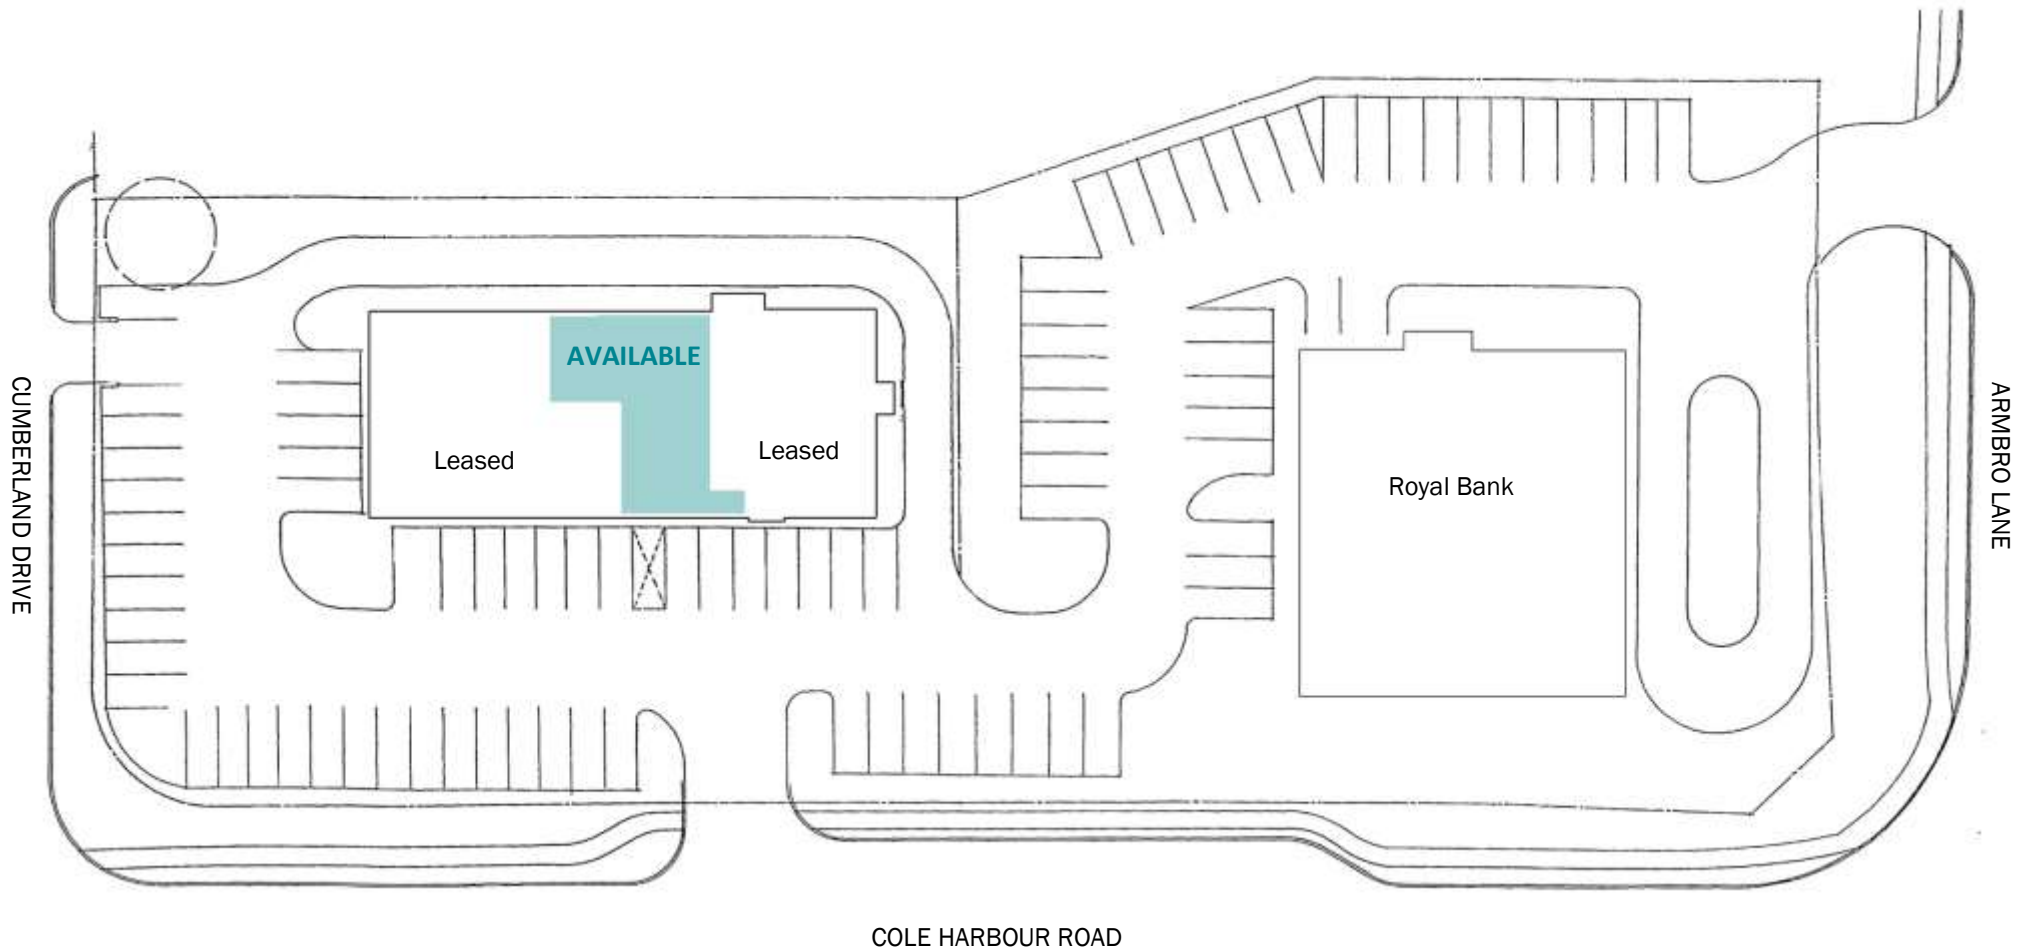 AVAILABLE
Leased
Leased
Royal Bank
CUMBERLAND DRIVE
ARMBRO LANE
COLE HARBOUR ROAD